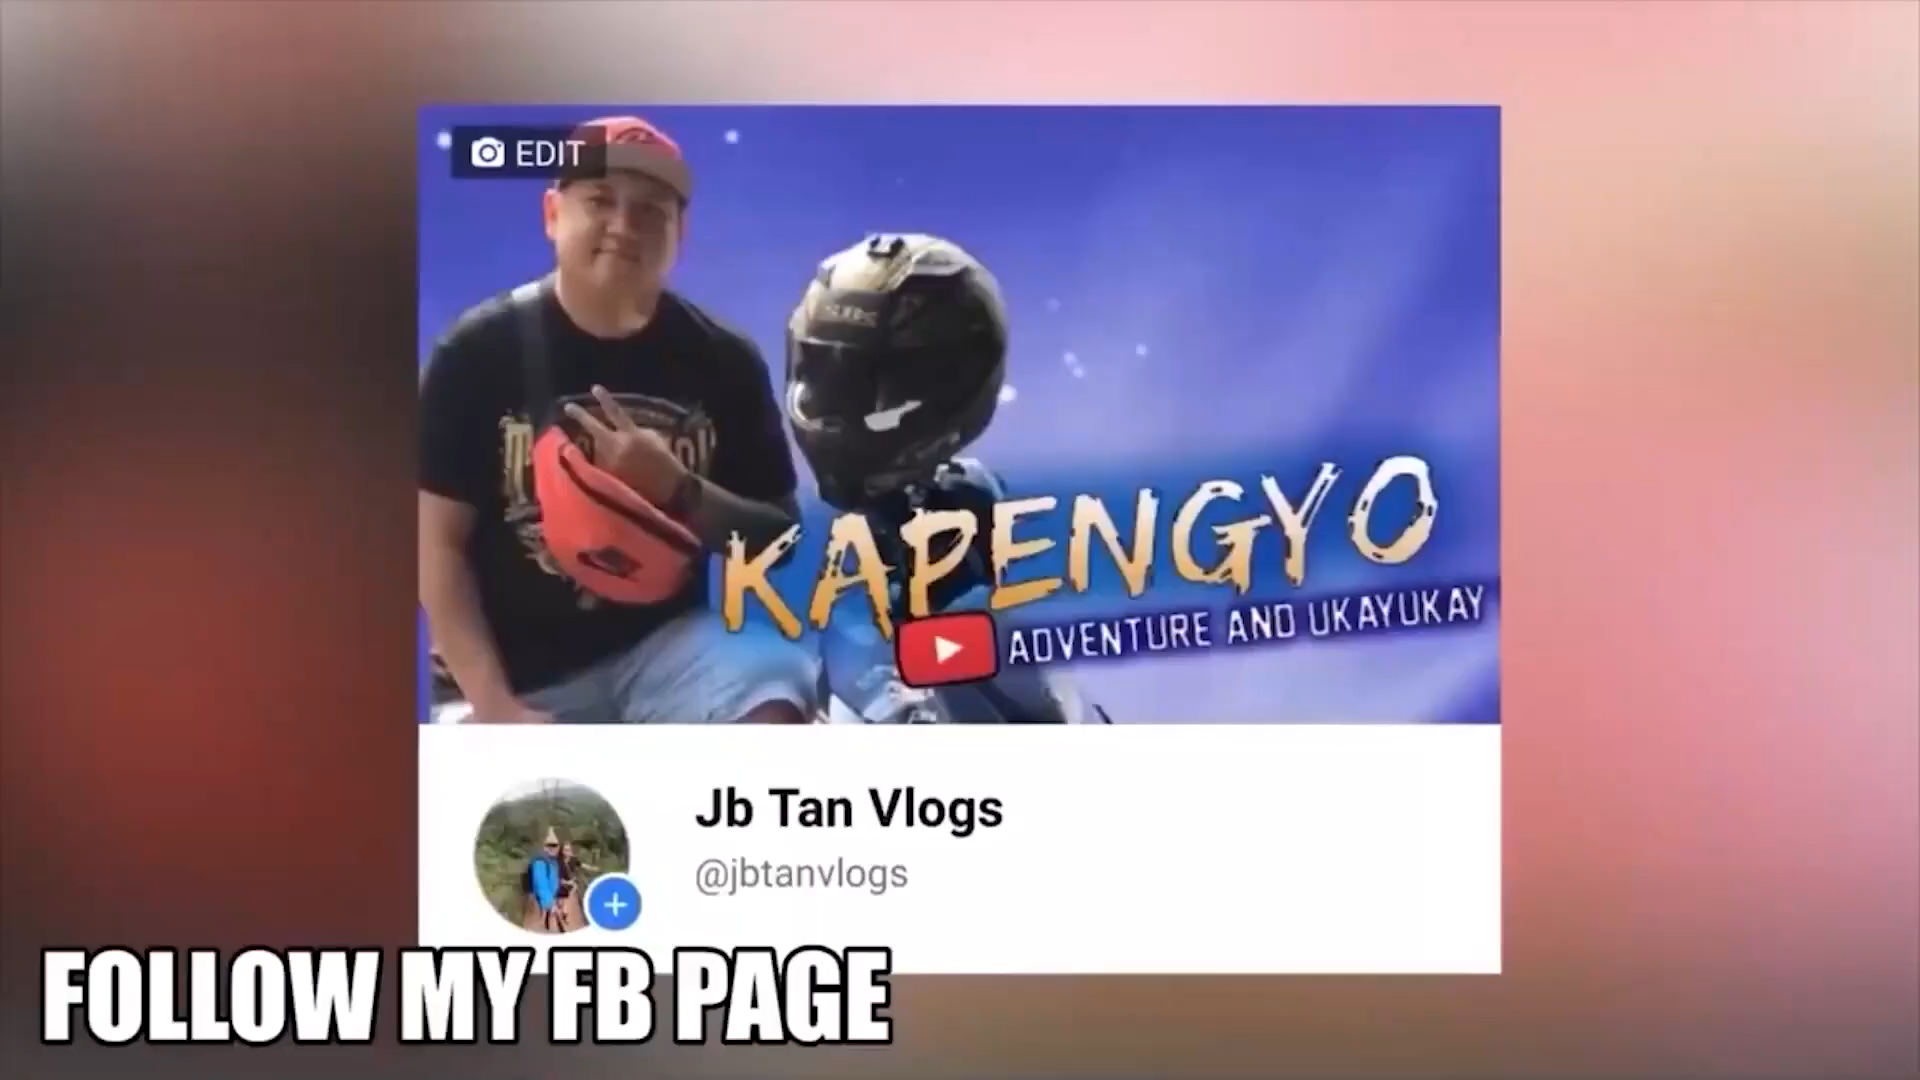 EDIT
KAPENGYO
ADVENTURE AND UKAYUKAY
Jb Tan Vlogs
@jbtanvlogs
FOLLOW MY FB PAGE